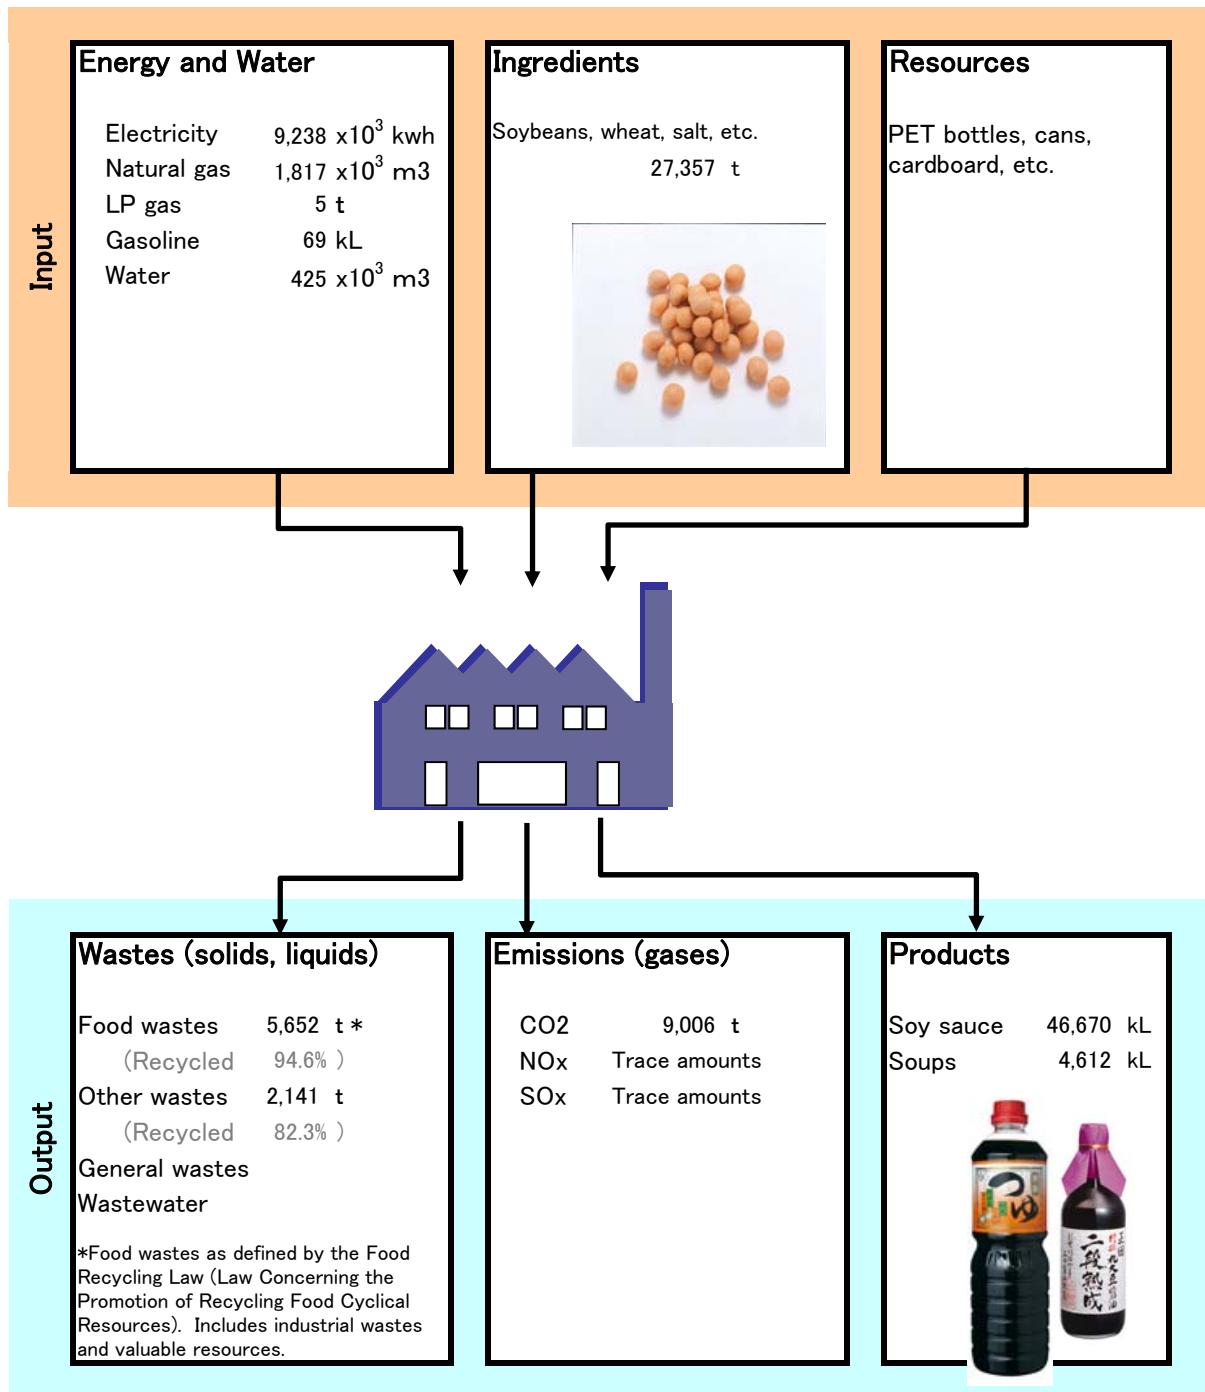 Input
Energy and Water
Electricity 9,238 x10³ kwh
Natural gas 1,817 x10³ m3
LP gas 5 t
Gasoline 69 kL
Water 425 x10³ m3
Ingredients
Soybeans, wheat, salt, etc.
27,357 t
Resources
PET bottles, cans,
cardboard, etc.
Output
Wastes (solids, liquids)
Food wastes 5,652 t *
(Recycled 94.6% )
Other wastes 2,141 t
(Recycled 82.3% )
General wastes
Wastewater
*Food wastes as defined by the Food
Recycling Law (Law Concerning the
Promotion of Recycling Food Cyclical
Resources). Includes industrial wastes
and valuable resources.
Emissions (gases)
CO2 9,006 t
NOx Trace amounts
SOx Trace amounts
Products
Soy sauce 46,670 kL
Soups 4,612 kL
つゆ
二段熟成